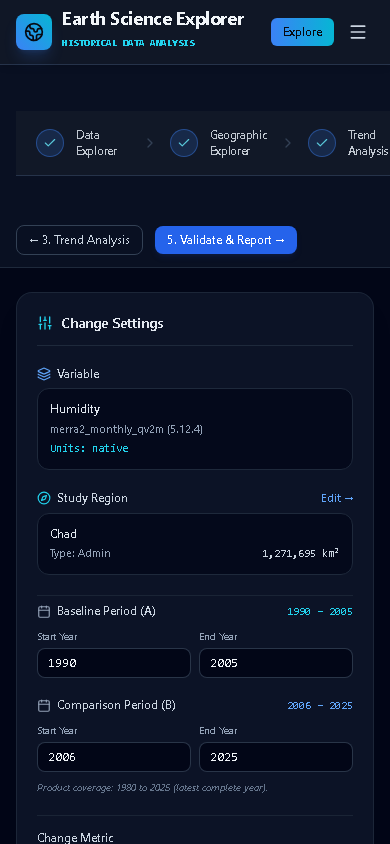 Earth Science Explorer
HISTORICAL DATA ANALYSIS
Explore
Data
Explorer
Geographic
Explorer
Trend
Analysis
← 3. Trend Analysis
5. Validate & Report →
Change Settings
Variable
Humidity
merra2_monthly_qv2m (5.12.4)
Units: native
Study Region
Edit →
Chad
Type: Admin
1,271,695 km²
Baseline Period (A)
1990 – 2005
Start Year
End Year
1990
2005
Comparison Period (B)
2006 – 2025
Start Year
End Year
2006
2025
Product coverage: 1980 to 2025 (latest complete year).
Change Metric